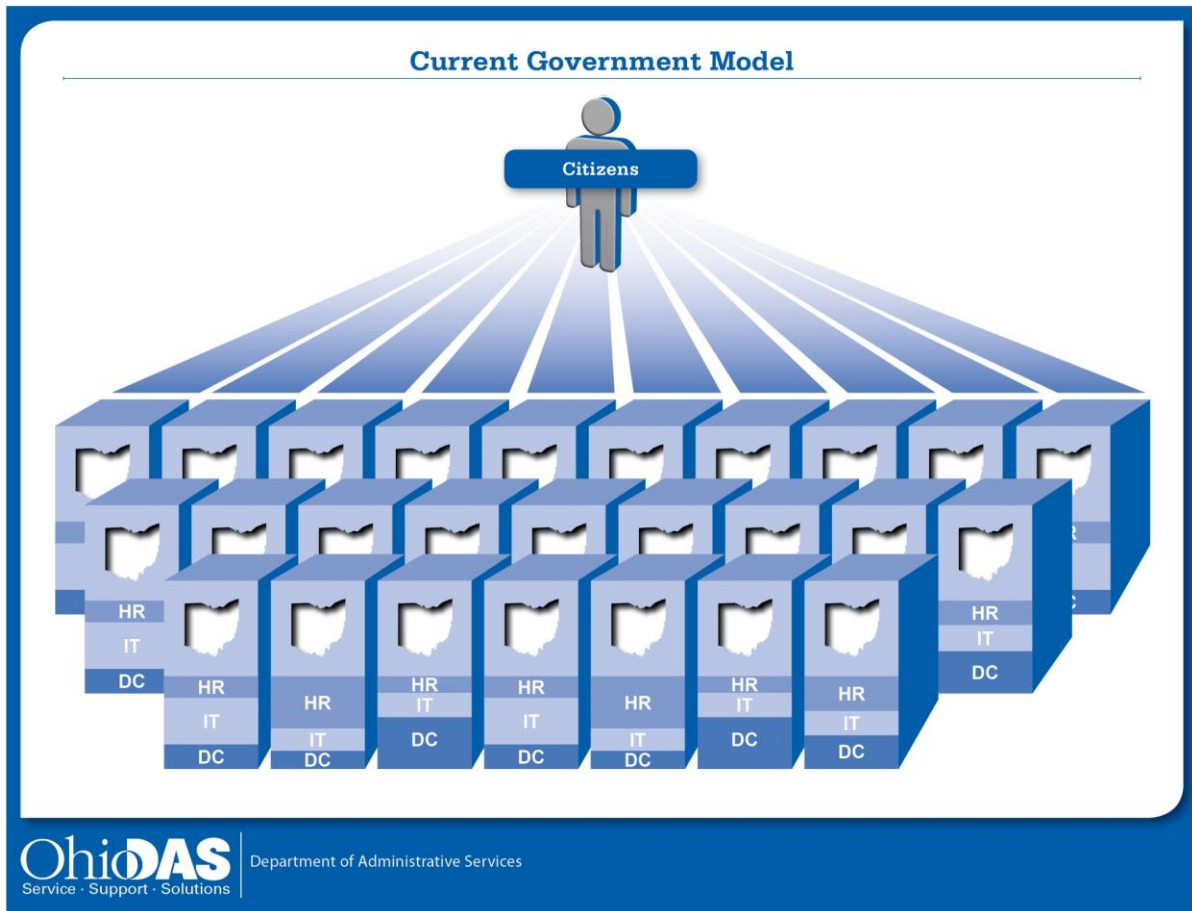 Current Government Model
Citizens
HR
IT
DC
HR
IT
DC
HR
IT
DC
HR
IT
DC
HR
IT
DC
HR
IT
DC
HR
IT
DC
HR
IT
DC
HR
IT
DC
OhioDAS
Service · Support · Solutions
Department of Administrative Services